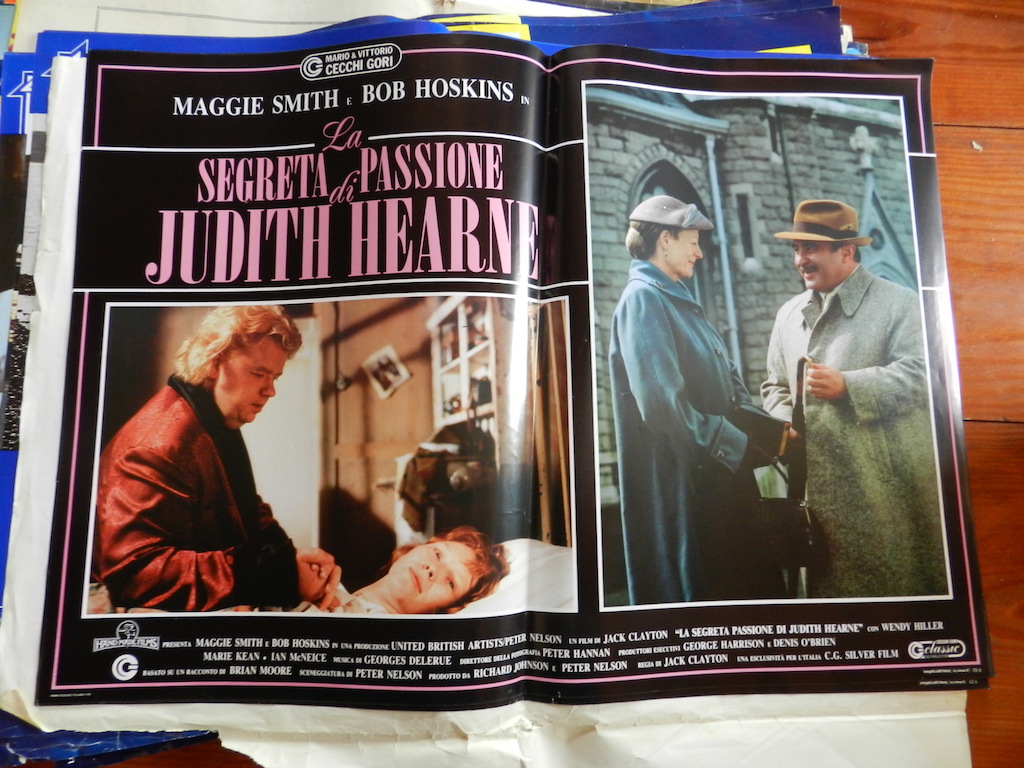 MARIO & VITTORIO
CECCHI GORI
MAGGIE SMITH E BOB HOSKINS IN
La
SEGRETA di PASSIONE
JUDITH HEARNE
HANDMADE FILMS PRESENTA MAGGIE SMITH E BOB HOSKINS IN UNA PRODUZIONE UNITED BRITISH ARTISTS/PETER NELSON UN FILM DI JACK CLAYTON "LA SEGRETA PASSIONE DI JUDITH HEARNE" CON WENDY HILLER
MARIE KEAN • IAN McNEICE MUSICA DI GEORGES DELERUE DIRETTORE DELLA FOTOGRAFIA PETER HANNAN PRODUTTORI ESECUTIVI GEORGE HARRISON E DENIS O'BRIEN
BASATO SU UN RACCONTO DI BRIAN MOORE SCENEGGIATURA DI PETER NELSON PRODOTTO DA RICHARD JOHNSON E PETER NELSON REGIA DI JACK CLAYTON UNA ESCLUSIVITÀ PER L'ITALIA C.G. SILVER FILM
classic